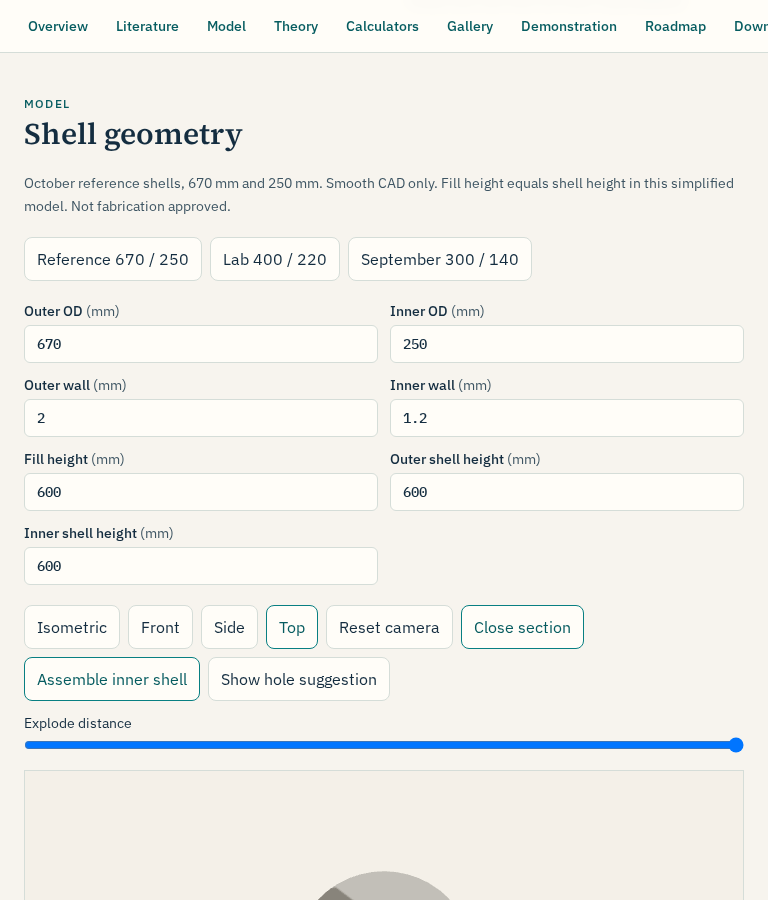 Overview Literature Model Theory Calculators Gallery Demonstration Roadmap
MODEL
Shell geometry
October reference shells, 670 mm and 250 mm. Smooth CAD only. Fill height equals shell height in this simplified
model. Not fabrication approved.
Reference 670 / 250 Lab 400 / 220 September 300 / 140
Outer OD (mm) Inner OD (mm)
670 250
Outer wall (mm) Inner wall (mm)
2 1.2
Fill height (mm) Outer shell height (mm)
600 600
Inner shell height (mm)
600
Isometric Front Side Top Reset camera Close section
Assemble inner shell Show hole suggestion
Explode distance